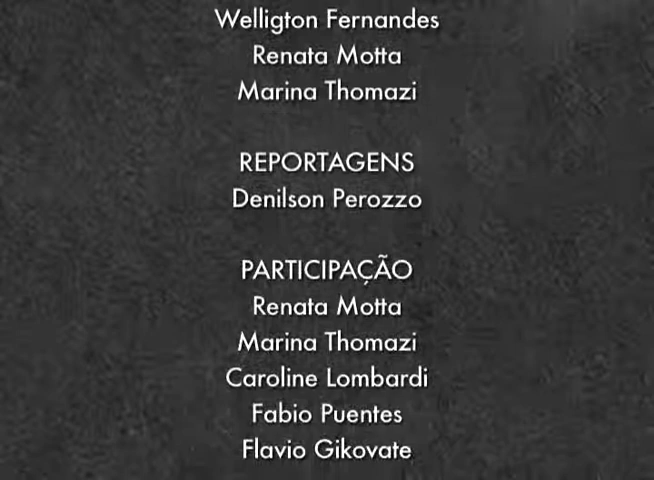 Welligton Fernandes
Renata Motta
Marina Thomazi
REPORTAGENS
Denilson Perozzo
PARTICIPAÇÃO
Renata Motta
Marina Thomazi
Caroline Lombardi
Fabio Puentes
Flavio Gikovate